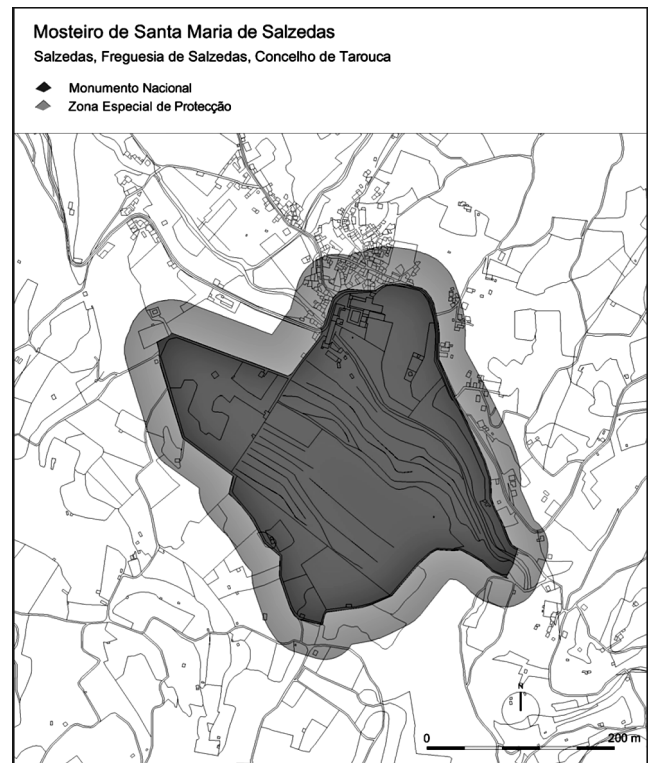 Mosteiro de Santa Maria de Salzedas
Salzedas, Freguesia de Salzedas, Concelho de Tarouca
Monumento Nacional
Zona Especial de Protecção
N
0 200 m